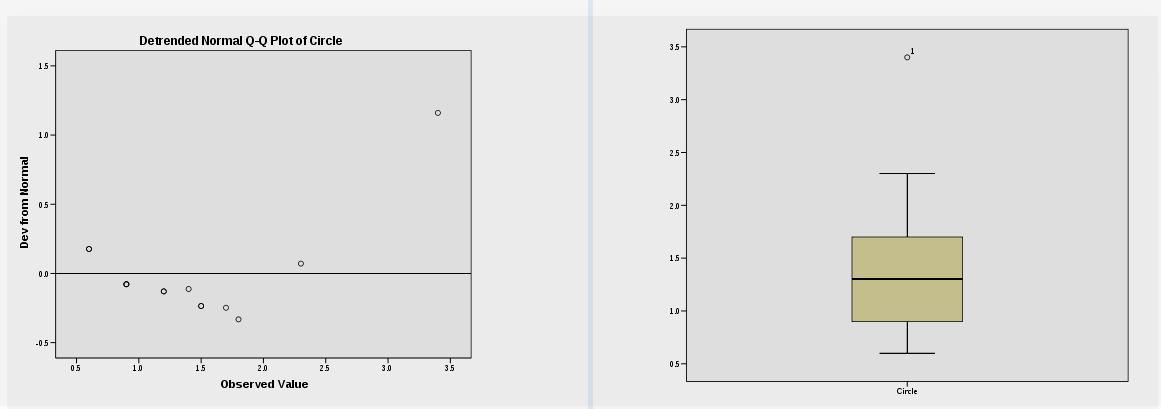 Detrended Normal Q-Q Plot of Circle
1.5
1.0
0.5
0.0
-0.5
Dev from Normal
0.5 1.0 1.5 2.0 2.5 3.0 3.5
Observed Value
3.5
3.0
2.5
2.0
1.5
1.0
0.5
1
Circle